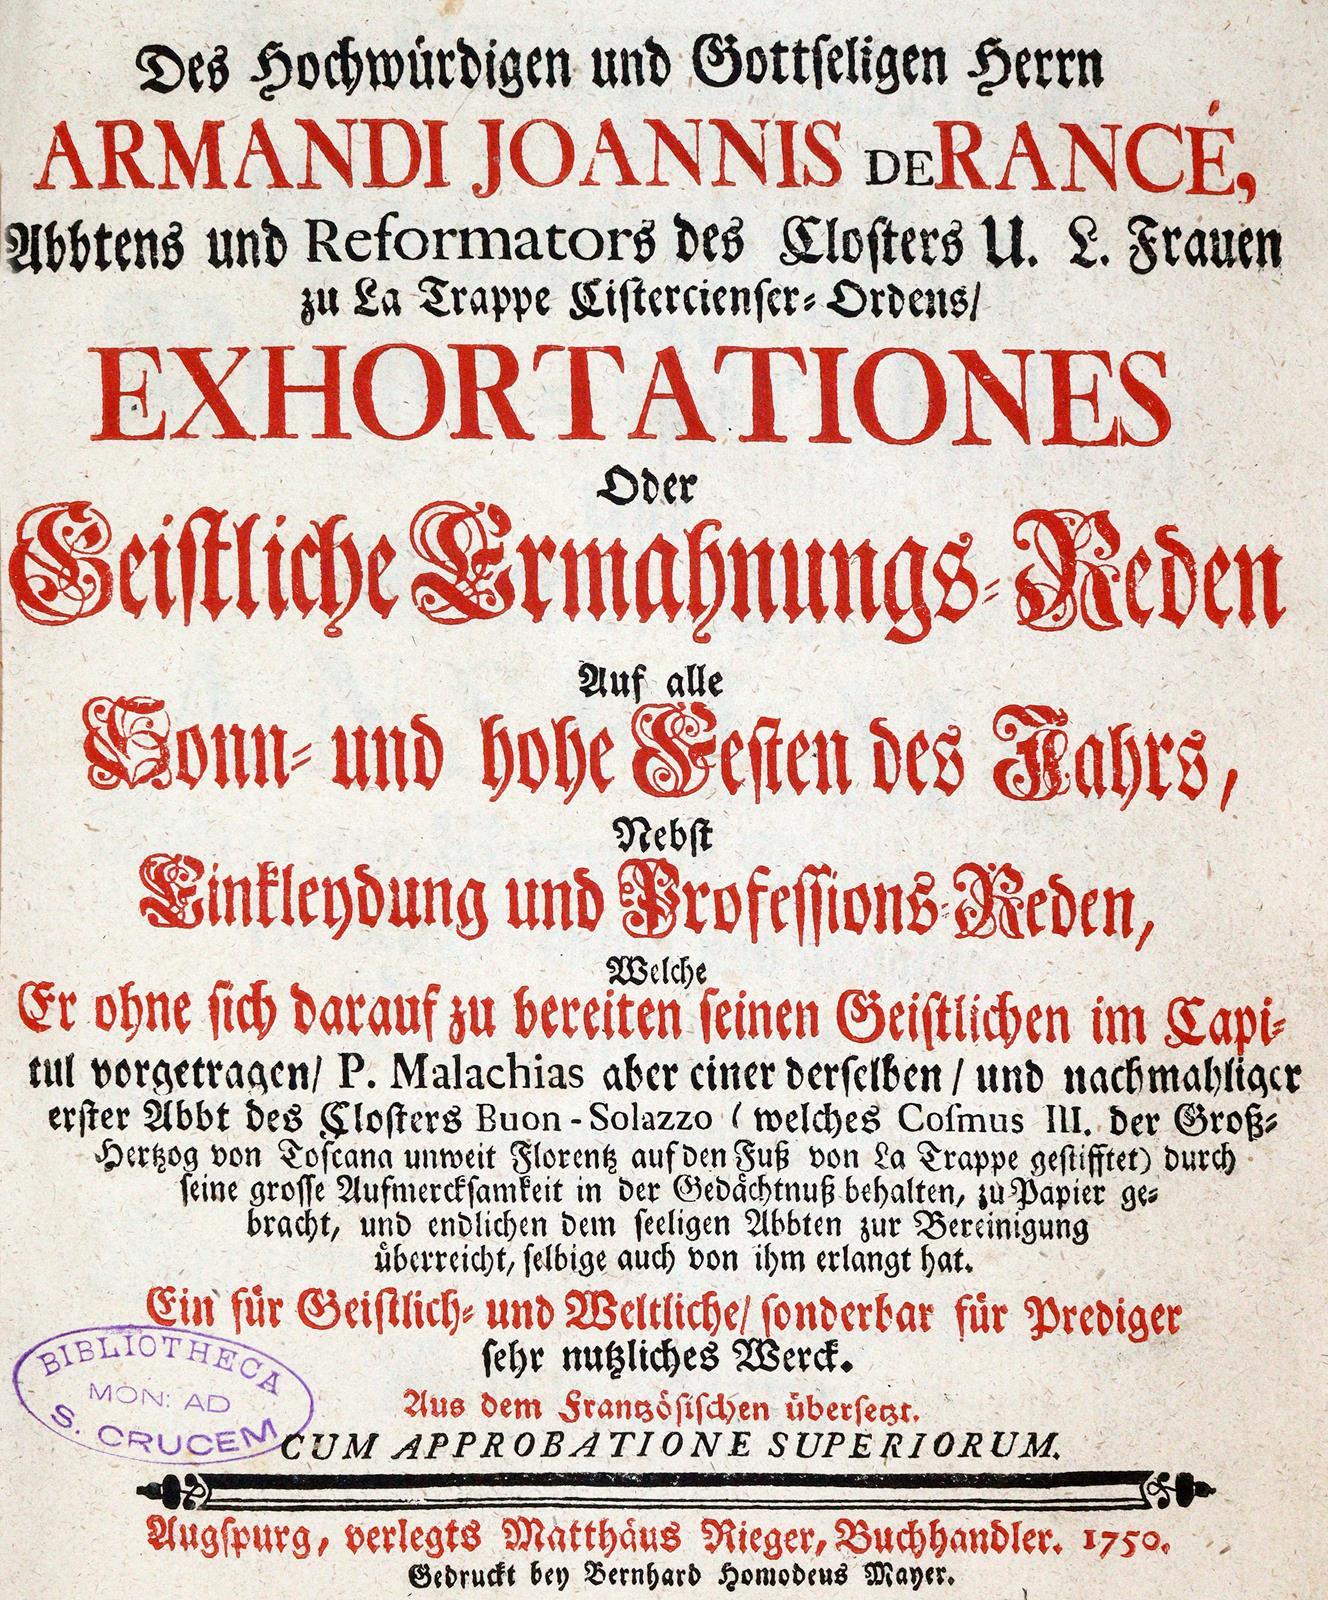 Des Hochwürdigen und Gottseligen Herrn
ARMANDI JOANNIS DE RANCÉ,
Abbtens und Reformators des Closters U. L. Frauen
zu La Trappe Cistercienser-Ordens/
EXHORTATIONES
Oder
Geistliche Ermahnungs-Reden
Auf alle
Sonn- und hohe Festen des Jahrs,
Nebst
Einkleydung und Professions-Reden,
Welche
Er ohne sich darauf zu bereiten seinen Geistlichen im Capi-
tul vorgetragen/ P. Malachias aber einer derselben / und nachmahliger
erster Abbt des Closters Buon-Solazzo (welches Cosmus III. der Groß-
Hertzog von Toscana unweit Florentz auf den Fuß von La Trappe gestifftet) durch
seine grosse Aufmercksamkeit in der Gedächtnuß behalten, zu Papier ge-
bracht, und endlichen dem seeligen Abbten zur Bereinigung
überreicht, selbige auch von ihm erlangt hat.
Ein für Geistlich- und Weltliche/ sonderbar für Prediger
sehr nutzliches Werck.
Aus dem Frantzösischen übersetzt.
CUM APPROBATIONE SUPERIORUM.
BIBLIOTHECA
MON: AD
S. CRUCEM
Augspurg, verlegts Matthäus Rieger, Buchhandler. 1750.
Gedruckt bey Bernhard Homodeus Mayer.